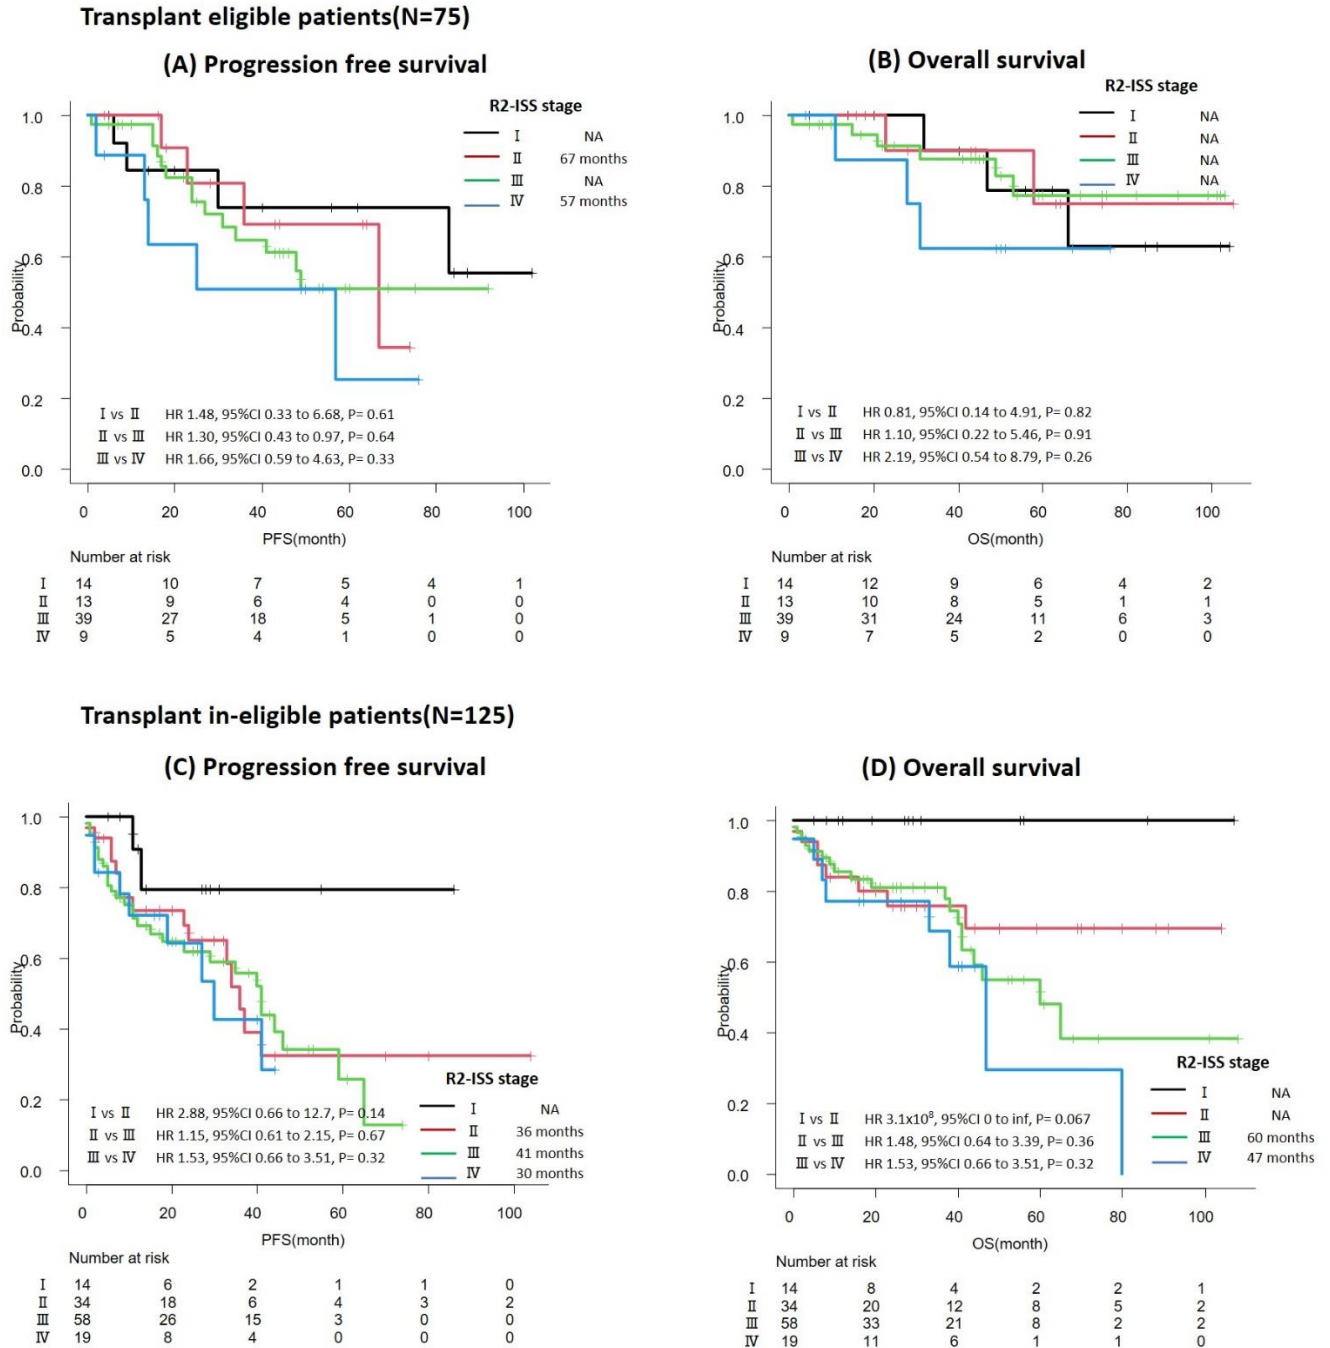 Transplant eligible patients(N=75)
(A) Progression free survival
R2-ISS stage
Ⅰ NA
Ⅱ 67 months
Ⅲ NA
Ⅳ 57 months
1.0
0.8
0.6
0.4
0.2
0.0
Probability
Ⅰ vs Ⅱ HR 1.48, 95%CI 0.33 to 6.68, P= 0.61
Ⅱ vs Ⅲ HR 1.30, 95%CI 0.43 to 0.97, P= 0.64
Ⅲ vs Ⅳ HR 1.66, 95%CI 0.59 to 4.63, P= 0.33
0 20 40 60 80 100
PFS(month)
Number at risk
Ⅰ 14 10 7 5 4 1
Ⅱ 13 9 6 4 0 0
Ⅲ 39 27 18 5 1 0
Ⅳ 9 5 4 1 0 0
(B) Overall survival
R2-ISS stage
Ⅰ NA
Ⅱ NA
Ⅲ NA
Ⅳ NA
1.0
0.8
0.6
0.4
0.2
0.0
Probability
Ⅰ vs Ⅱ HR 0.81, 95%CI 0.14 to 4.91, P= 0.82
Ⅱ vs Ⅲ HR 1.10, 95%CI 0.22 to 5.46, P= 0.91
Ⅲ vs Ⅳ HR 2.19, 95%CI 0.54 to 8.79, P= 0.26
0 20 40 60 80 100
OS(month)
Number at risk
Ⅰ 14 12 9 6 4 2
Ⅱ 13 10 8 5 1 1
Ⅲ 39 31 24 11 6 3
Ⅳ 9 7 5 2 0 0
Transplant in-eligible patients(N=125)
(C) Progression free survival
1.0
0.8
0.6
0.4
0.2
0.0
Probability
R2-ISS stage
Ⅰ NA
Ⅱ 36 months
Ⅲ 41 months
Ⅳ 30 months
Ⅰ vs Ⅱ HR 2.88, 95%CI 0.66 to 12.7, P= 0.14
Ⅱ vs Ⅲ HR 1.15, 95%CI 0.61 to 2.15, P= 0.67
Ⅲ vs Ⅳ HR 1.53, 95%CI 0.66 to 3.51, P= 0.32
0 20 40 60 80 100
PFS(month)
Number at risk
Ⅰ 14 6 2 1 1 0
Ⅱ 34 18 6 4 3 2
Ⅲ 58 26 15 3 0 0
Ⅳ 19 8 4 0 0 0
(D) Overall survival
1.0
0.8
0.6
0.4
0.2
0.0
Probability
R2-ISS stage
Ⅰ NA
Ⅱ NA
Ⅲ 60 months
Ⅳ 47 months
Ⅰ vs Ⅱ HR 3.1x10⁸, 95%CI 0 to inf, P= 0.067
Ⅱ vs Ⅲ HR 1.48, 95%CI 0.64 to 3.39, P= 0.36
Ⅲ vs Ⅳ HR 1.53, 95%CI 0.66 to 3.51, P= 0.32
0 20 40 60 80 100
OS(month)
Number at risk
Ⅰ 14 8 4 2 2 1
Ⅱ 34 20 12 8 5 2
Ⅲ 58 33 21 8 2 2
Ⅳ 19 11 6 1 1 0